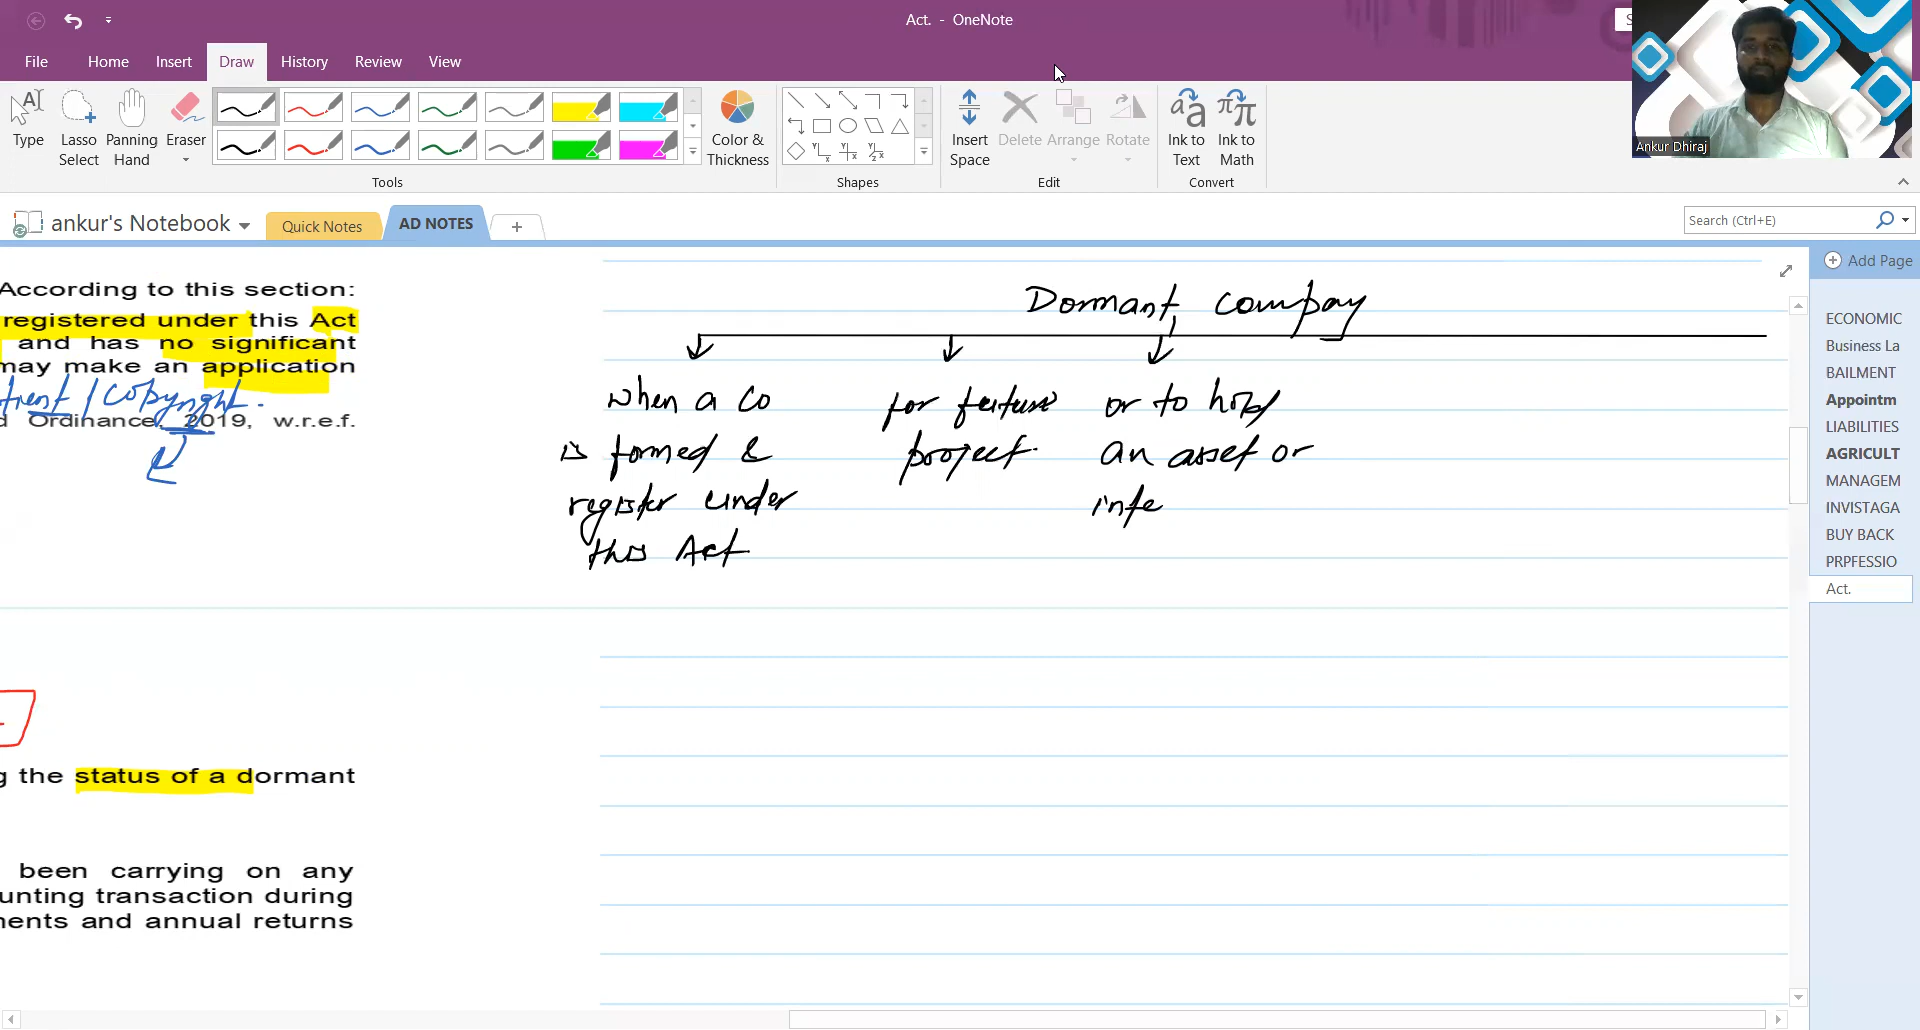 Act. - OneNote
File Home Insert Draw History Review View
Type
Lasso Select
Panning Hand
Eraser
Color & Thickness
Insert Space
Delete
Arrange
Rotate
Ink to Text
Ink to Math
Tools
Shapes
Edit
Convert
Ankur Dhiraj
ankur's Notebook
Quick Notes
AD NOTES
Search (Ctrl+E)
Add Page
ECONOMIC
Business La
BAILMENT
Appointm
LIABILITIES
AGRICULT
MANAGEM
INVISTAGA
BUY BACK
PRPFESSIO
Act.
According to this section:
registered under this Act
and has no significant
may make an application
/ Copyright.
d Ordinance, 2019, w.r.e.f.
g the status of a dormant
been carrying on any
unting transaction during
nents and annual returns
Dormant company
when a Co
is formed &
register under
this Act
for future
project.
or to hold
an asset or
inte